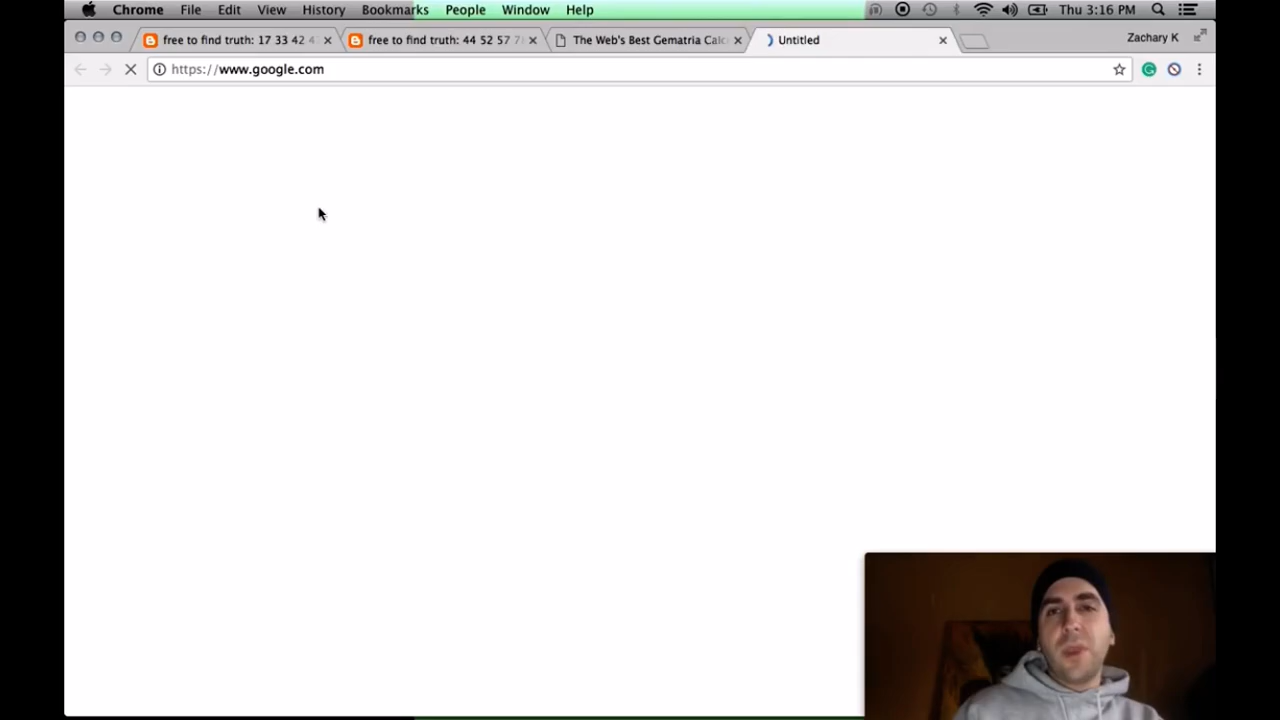 Chrome File Edit View History Bookmarks People Window Help Thu 3:16 PM
free to find truth: 17 33 42 4 free to find truth: 44 52 57 7 The Web's Best Gematria Calc Untitled Zachary K
https://www.google.com